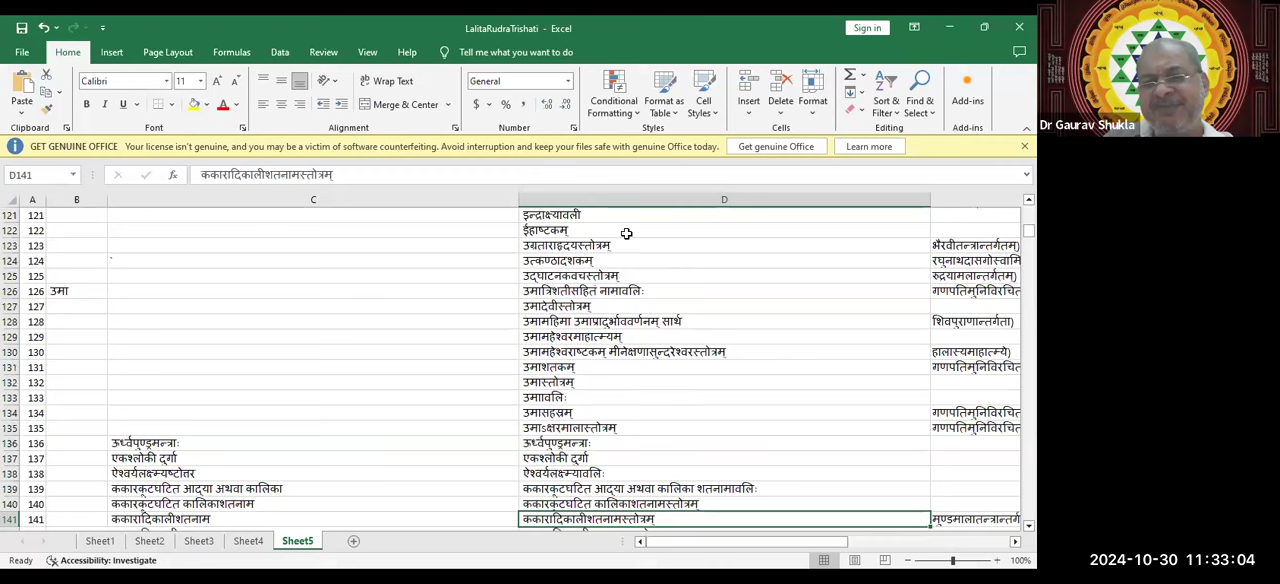 LalitaRudraTrishati - Excel
Sign in
File Home Insert Page Layout Formulas Data Review View Help Tell me what you want to do
Calibri 11 Wrap Text General
Paste B I U Merge & Center $ % Conditional Formatting Format as Table Cell Styles Insert Delete Format Sort & Filter Find & Select Add-ins
Clipboard Font Alignment Number Styles Cells Editing Add-ins
GET GENUINE OFFICE Your license isn't genuine, and you may be a victim of software counterfeiting. Avoid interruption and keep your files safe with genuine Office today. Get genuine Office Learn more
D141 fx ककारादिकालीशतनामस्तोत्रम्
A B C D
121 121 इन्द्राक्ष्यावली
122 122 ईहाष्टकम्
123 123 उग्रताराहृदयस्तोत्रम् भैरवीतन्त्रान्तर्गतम्)
124 124 उत्कण्ठादशकम् रघुनाथदासगोस्वामि
125 125 उद्घाटनकवचस्तोत्रम् रुद्रयामलान्तर्गतम्)
126 126 उमा उमात्रिशतीसहित नामावलिः गणपतिमुनिविरचित
127 127 उमादेवीस्तोत्रम्
128 128 उमामहिमा उमाप्रादुर्भाववर्णनम् सार्थ शिवपुराणान्तर्गता)
129 129 उमामहेश्वरमाहात्म्यम्
130 130 उमामहेश्वराष्टकम् मीनेक्षणासुन्दरेश्वरस्तोत्रम् हालास्यमाहात्म्ये)
131 131 उमाशतकम् गणपतिमुनिविरचित
132 132 उमास्तोत्रम्
133 133 उमाावलिः
134 134 उमासहस्रम् गणपतिमुनिविरचित
135 135 उमाऽक्षरमालास्तोत्रम् गणपतिमुनिविरचित
136 136 ऊर्ध्वपुण्ड्रमन्त्राः ऊर्ध्वपुण्ड्रमन्त्राः
137 137 एकश्लोकी दुर्गा एकश्लोकी दुर्गा
138 138 ऐश्वर्यलक्ष्म्यष्टोत्तर ऐश्वर्यलक्ष्म्यावलिः
139 139 ककारकूटघटित आद्या अथवा कालिका ककारकूटघटित आद्या अथवा कालिका शतनामावलिः
140 140 ककारकूटघटित कालिकाशतनाम ककारकूटघटित कालिकाशतनामस्तोत्रम्
141 141 ककारादिकालीशतनाम ककारादिकालीशतनामस्तोत्रम् मुण्डमालातन्त्रान्तर्ग
Sheet1 Sheet2 Sheet3 Sheet4 Sheet5
Ready Accessibility: Investigate 100%
Dr Gaurav Shukla
2024-10-30 11:33:04